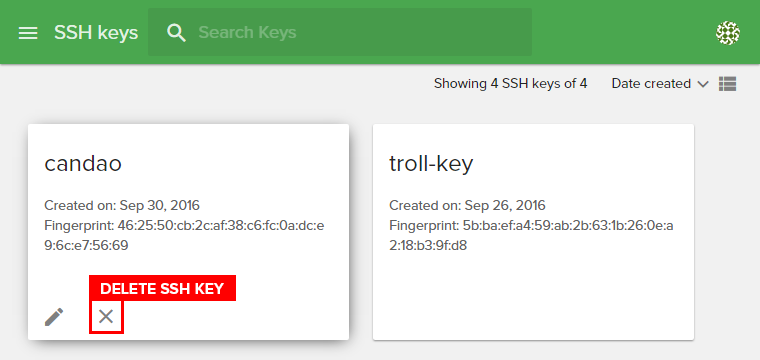 SSH keys
Search Keys
Showing 4 SSH keys of 4
Date created
candao
Created on: Sep 30, 2016
Fingerprint: 46:25:50:cb:2c:af:38:c6:fc:0a:dc:e
9:6c:e7:56:69
DELETE SSH KEY
troll-key
Created on: Sep 26, 2016
Fingerprint: 5b:ba:ef:a4:59:ab:2b:63:1b:26:0e:a
2:18:b3:9f:d8